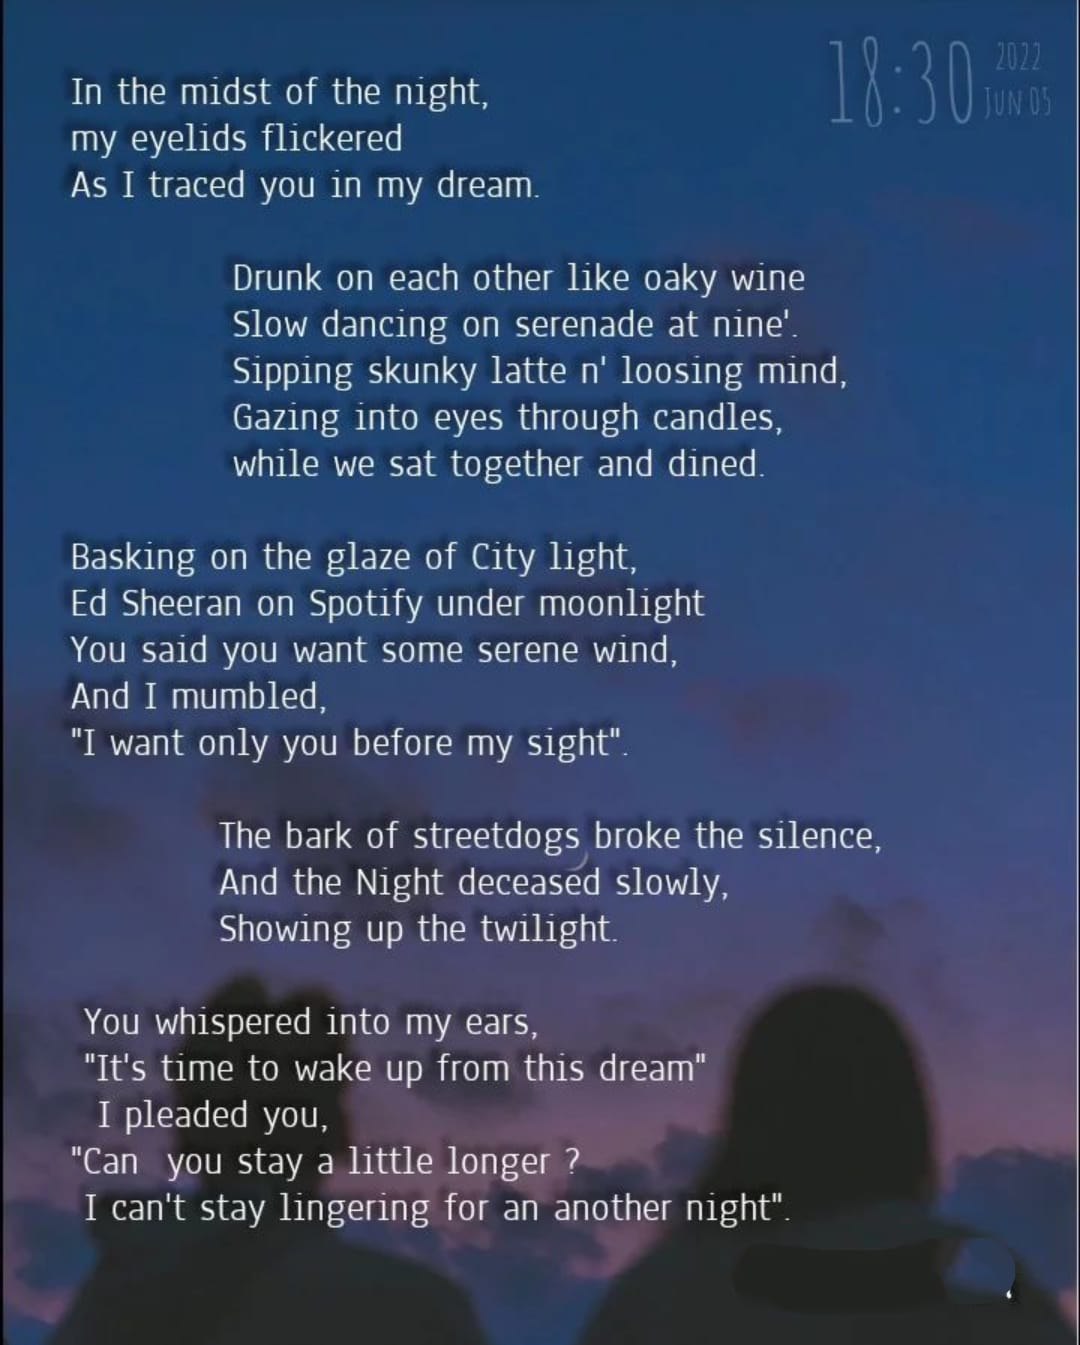 18:30
2022
JUN 05
In the midst of the night,
my eyelids flickered
As I traced you in my dream.
Drunk on each other like oaky wine
Slow dancing on serenade at nine'.
Sipping skunky latte n' loosing mind,
Gazing into eyes through candles,
while we sat together and dined.
Basking on the glaze of City light,
Ed Sheeran on Spotify under moonlight
You said you want some serene wind,
And I mumbled,
"I want only you before my sight".
The bark of streetdogs broke the silence,
And the Night deceased slowly,
Showing up the twilight.
You whispered into my ears,
"It's time to wake up from this dream"
I pleaded you,
"Can you stay a little longer ?
I can't stay lingering for an another night".